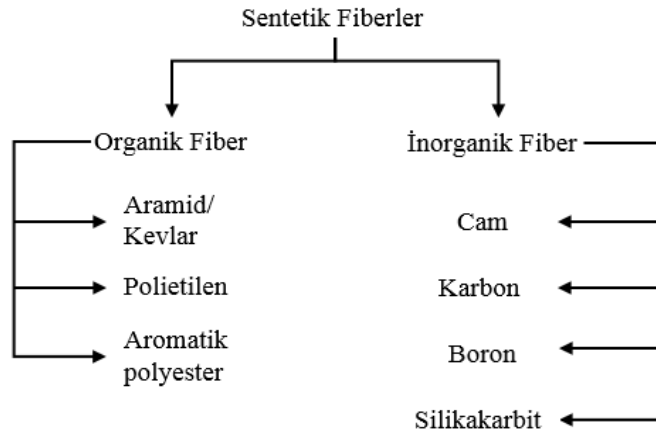 Sentetik Fiberler
Organik Fiber
Aramid/
Kevlar
Polietilen
Aromatik
polyester
İnorganik Fiber
Cam
Karbon
Boron
Silikakarbit